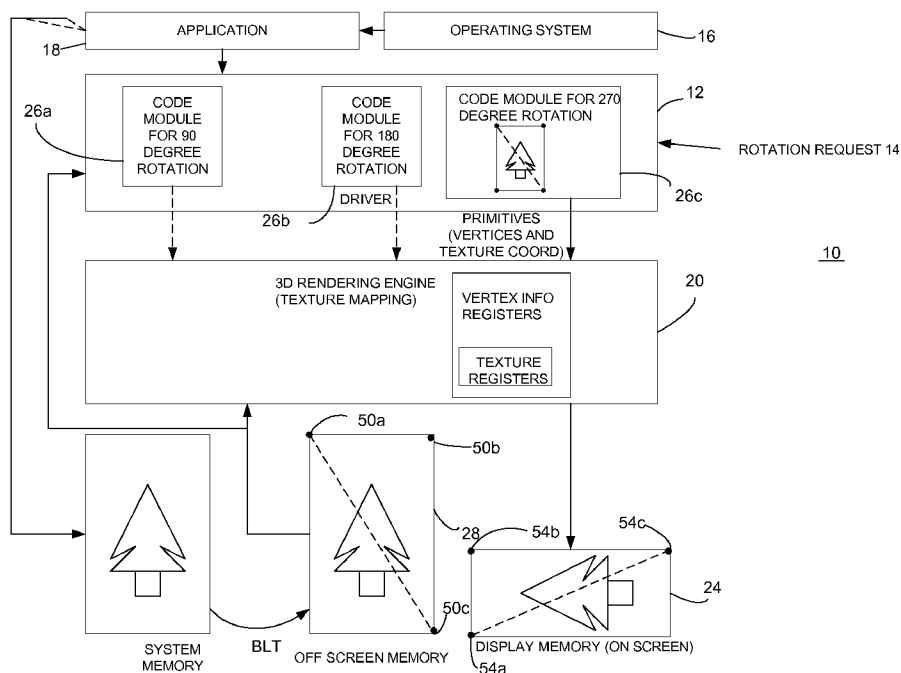 APPLICATION
OPERATING SYSTEM
18
16
26a
CODE
MODULE
FOR 90
DEGREE
ROTATION
CODE
MODULE
FOR 180
DEGREE
ROTATION
CODE MODULE FOR 270
DEGREE ROTATION
12
ROTATION REQUEST 14
26b
DRIVER
26c
PRIMITIVES
(VERTICES AND
TEXTURE COORD)
10
3D RENDERING ENGINE
(TEXTURE MAPPING)
VERTEX INFO
REGISTERS
TEXTURE
REGISTERS
20
50a
50b
28
54b
54c
24
50c
54a
SYSTEM
MEMORY
BLT
OFF SCREEN MEMORY
DISPLAY MEMORY (ON SCREEN)